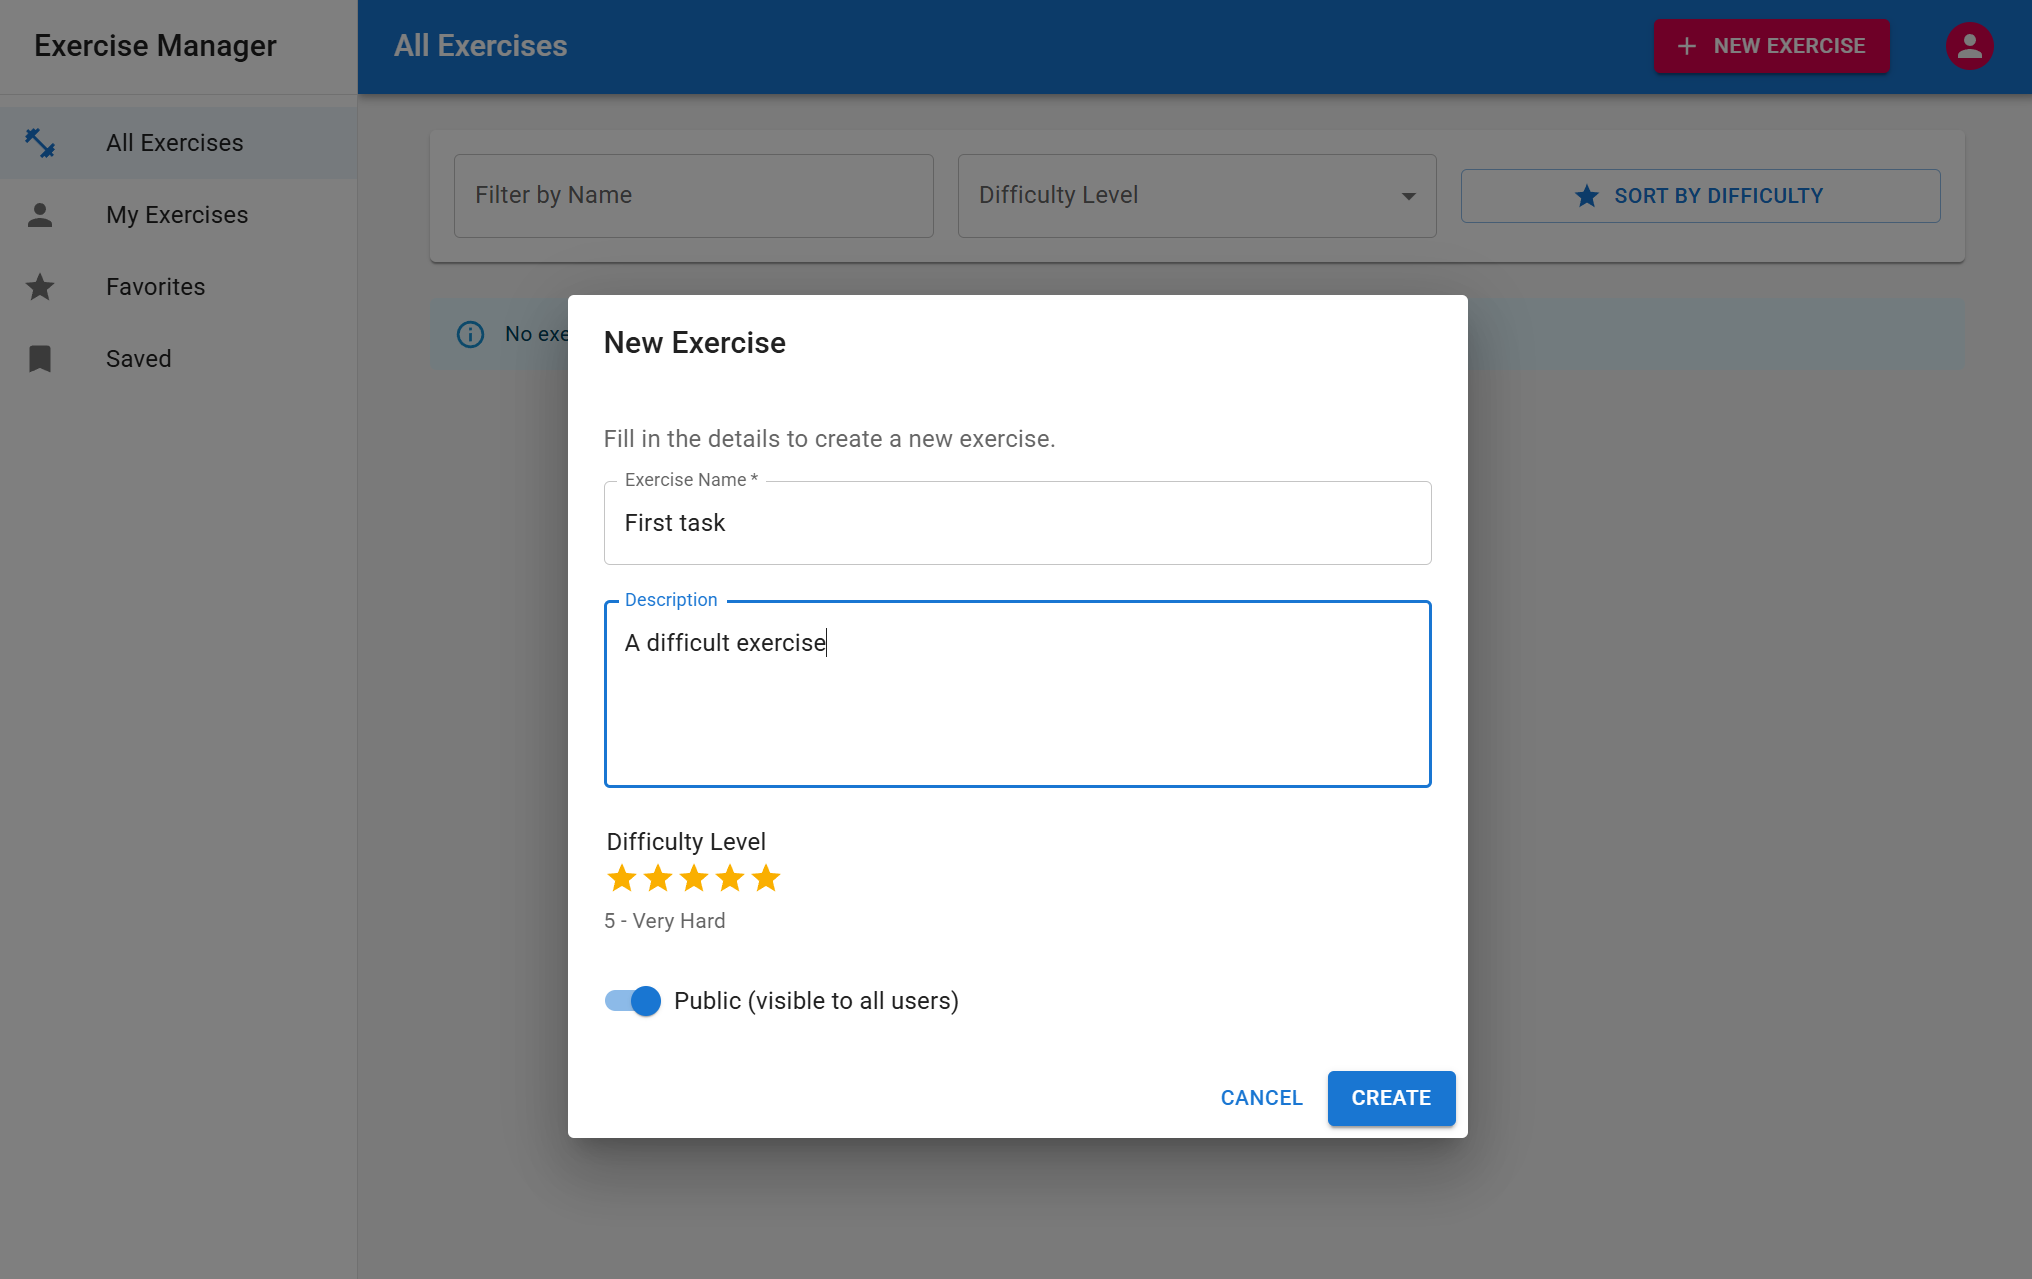 Exercise Manager
All Exercises
NEW EXERCISE
All Exercises
My Exercises
Favorites
Saved
Filter by Name
Difficulty Level
SORT BY DIFFICULTY
No exe
New Exercise
Fill in the details to create a new exercise.
Exercise Name *
First task
Description
A difficult exercise
Difficulty Level
5 - Very Hard
Public (visible to all users)
CANCEL
CREATE